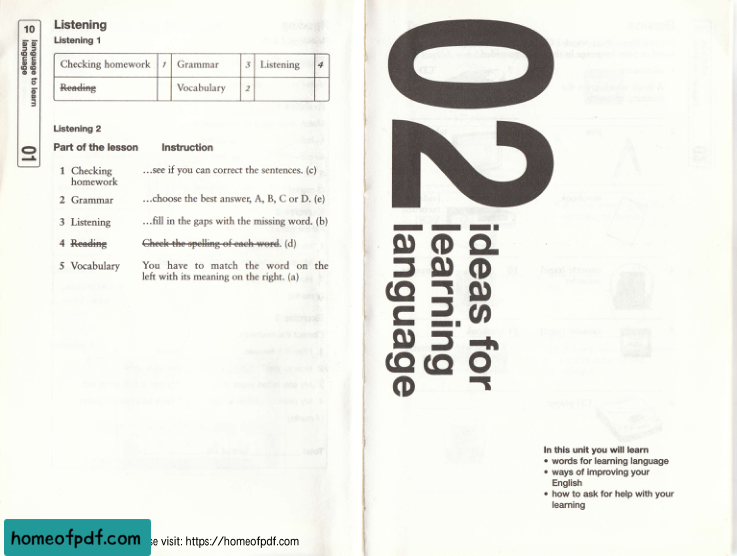 10
language to learn
language
01
Listening
Listening 1
Checking homework 1 Grammar 3 Listening 4
Reading Vocabulary 2
Listening 2
Part of the lesson Instruction
1 Checking …see if you can correct the sentences. (c)
homework
2 Grammar …choose the best answer, A, B, C or D. (e)
3 Listening …fill in the gaps with the missing word. (b)
4 Reading Check the spelling of each word. (d)
5 Vocabulary You have to match the word on the
left with its meaning on the right. (a)
02
ideas for
learning
language
In this unit you will learn
• words for learning language
• ways of improving your
English
• how to ask for help with your
learning
homeofpdf.com
se visit: https://homeofpdf.com